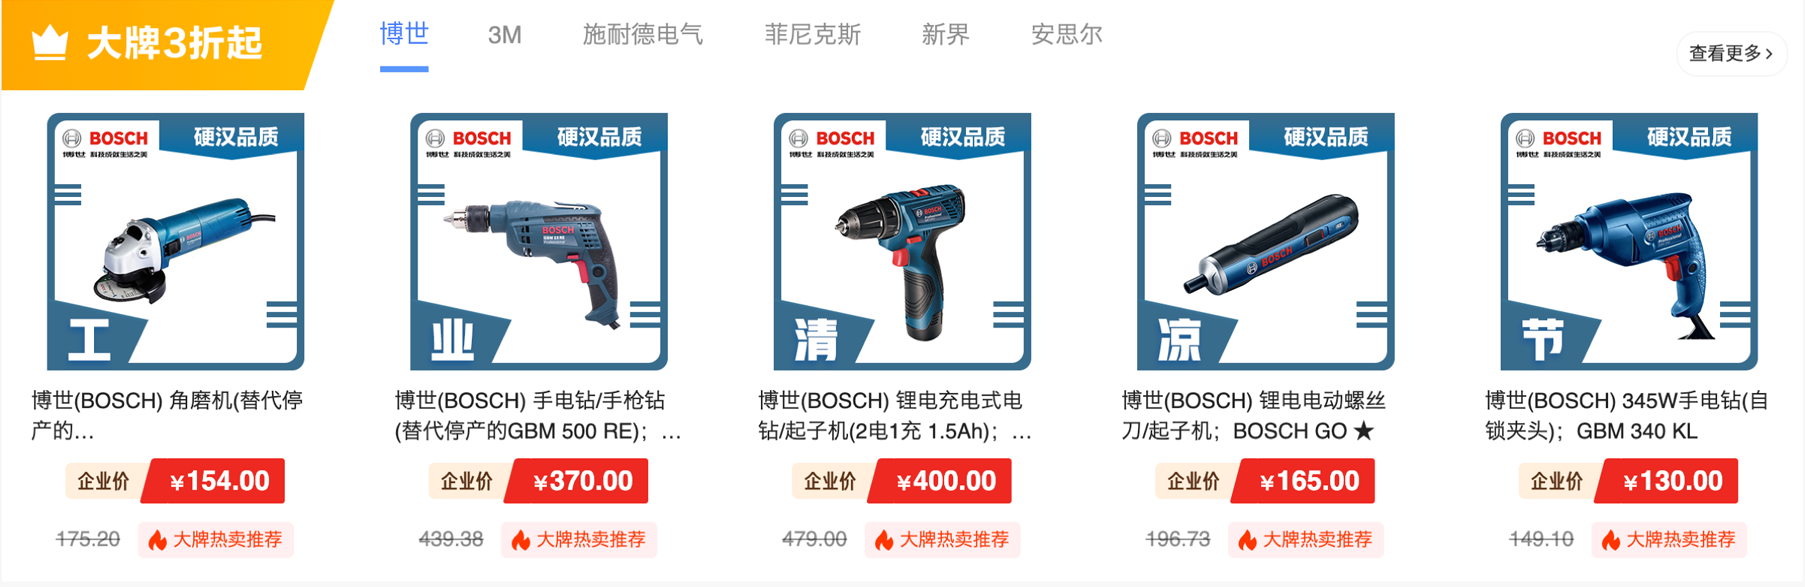 大牌3折起
博世
3M
施耐德电气
菲尼克斯
新界
安思尔
查看更多
BOSCH
博世 科技成就生活之美
硬汉品质
BOSCH
工
博世(BOSCH) 角磨机(替代停
产的...
企业价
¥154.00
175.20
大牌热卖推荐
BOSCH
博世 科技成就生活之美
硬汉品质
BOSCH
业
博世(BOSCH) 手电钻/手枪钻
(替代停产的GBM 500 RE)；...
企业价
¥370.00
439.38
大牌热卖推荐
BOSCH
博世 科技成就生活之美
硬汉品质
BOSCH
清
博世(BOSCH) 锂电充电式电
钻/起子机(2电1充 1.5Ah)；...
企业价
¥400.00
479.00
大牌热卖推荐
BOSCH
博世 科技成就生活之美
硬汉品质
BOSCH
凉
博世(BOSCH) 锂电电动螺丝
刀/起子机；BOSCH GO ★
企业价
¥165.00
196.73
大牌热卖推荐
BOSCH
博世 科技成就生活之美
硬汉品质
BOSCH
节
博世(BOSCH) 345W手电钻(自
锁夹头)；GBM 340 KL
企业价
¥130.00
149.10
大牌热卖推荐